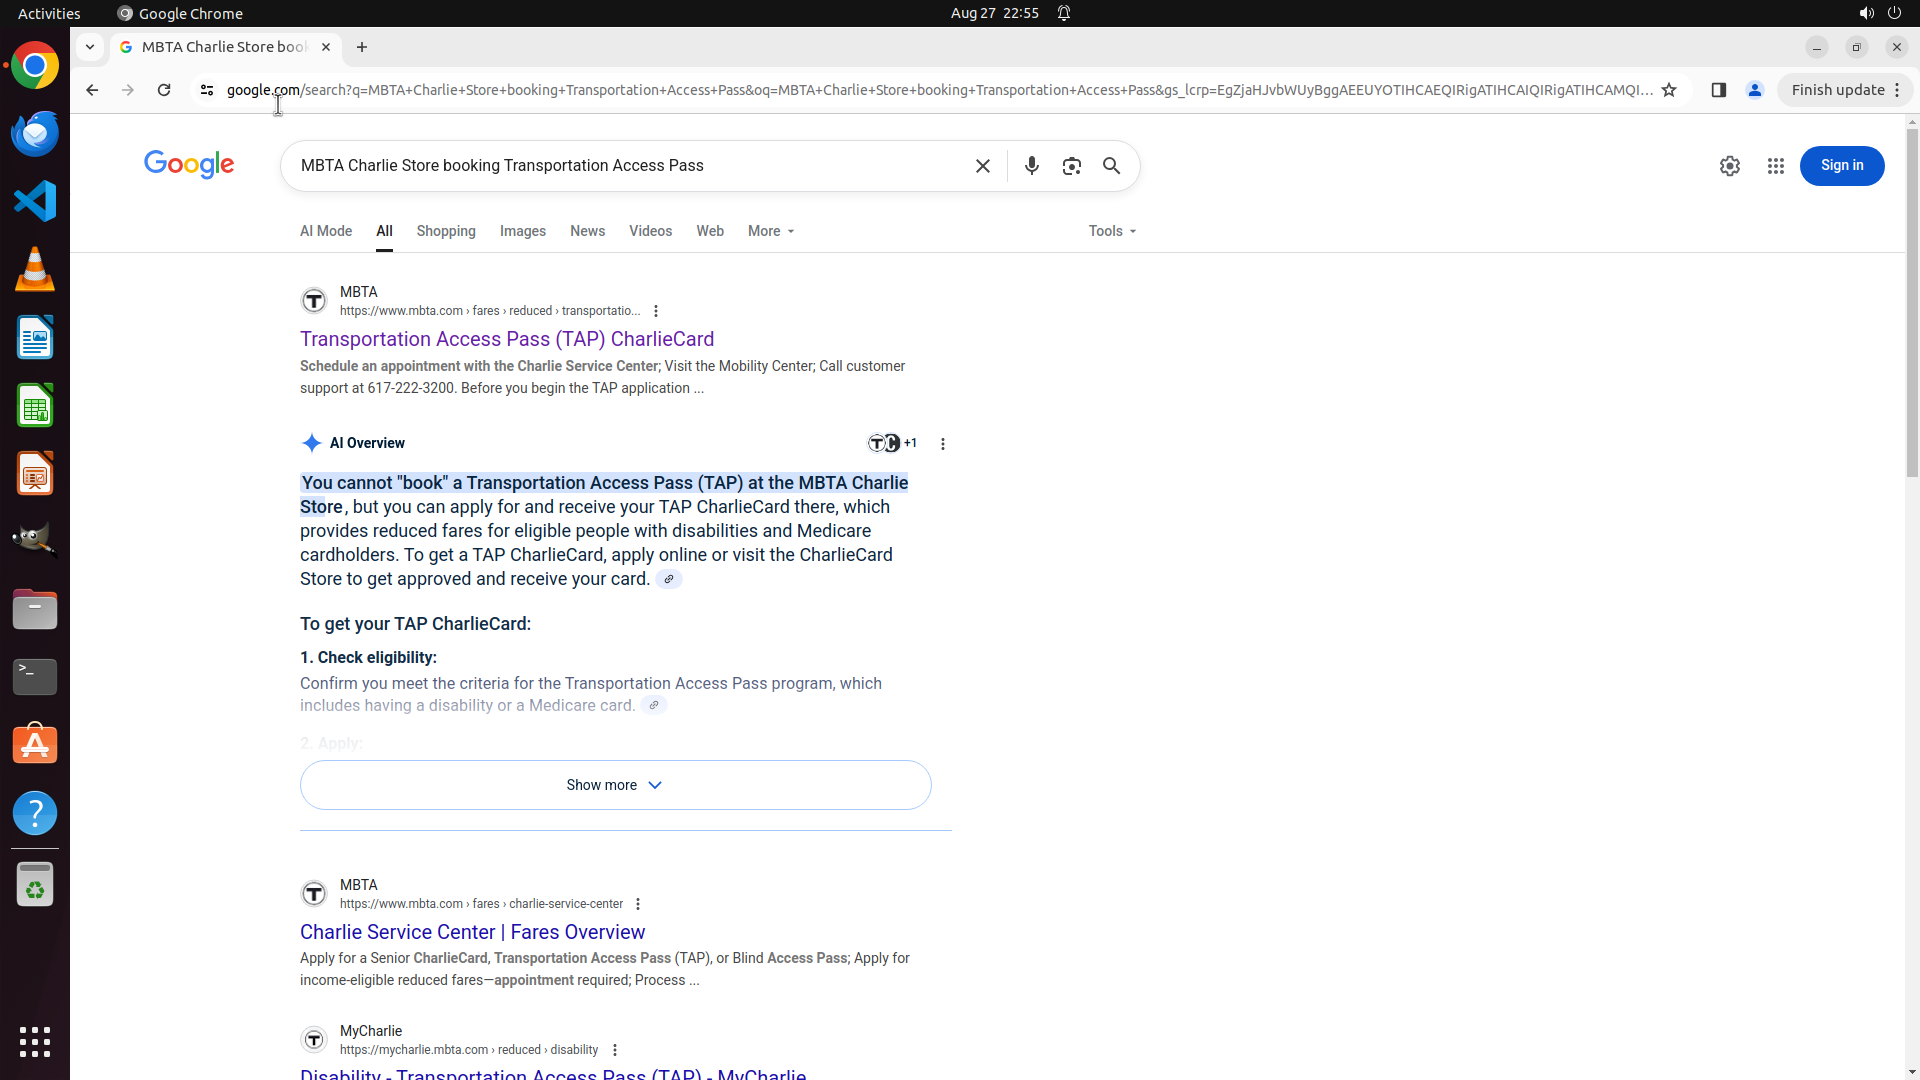 Activities
Google Chrome
Aug 27 22:55
MBTA Charlie Store boo
google.com/search?q=MBTA+Charlie+Store+booking+Transportation+Access+Pass&oq=MBTA+Charlie+Store+booking+Transportation+Access+Pass&gs_lcrp=EgZjaHJvbWUyBggAEEUYOTIHCAEQIRigATIHCAIQIRigATIHCAMQI...
Finish update
Google
MBTA Charlie Store booking Transportation Access Pass
Sign in
AI Mode
All
Shopping
Images
News
Videos
Web
More
Tools
MBTA
https://www.mbta.com › fares › reduced › transportatio...
Transportation Access Pass (TAP) CharlieCard
Schedule an appointment with the Charlie Service Center; Visit the Mobility Center; Call customer
support at 617-222-3200. Before you begin the TAP application ...
AI Overview
+1
You cannot "book" a Transportation Access Pass (TAP) at the MBTA Charlie
Store, but you can apply for and receive your TAP CharlieCard there, which
provides reduced fares for eligible people with disabilities and Medicare
cardholders. To get a TAP CharlieCard, apply online or visit the CharlieCard
Store to get approved and receive your card.
To get your TAP CharlieCard:
1. Check eligibility:
Confirm you meet the criteria for the Transportation Access Pass program, which
includes having a disability or a Medicare card.
2. Apply:
Show more
MBTA
https://www.mbta.com › fares › charlie-service-center
Charlie Service Center | Fares Overview
Apply for a Senior CharlieCard, Transportation Access Pass (TAP), or Blind Access Pass; Apply for
income-eligible reduced fares—appointment required; Process ...
MyCharlie
https://mycharlie.mbta.com › reduced › disability
Disability - Transportation Access Pass (TAP) - MyCharlie